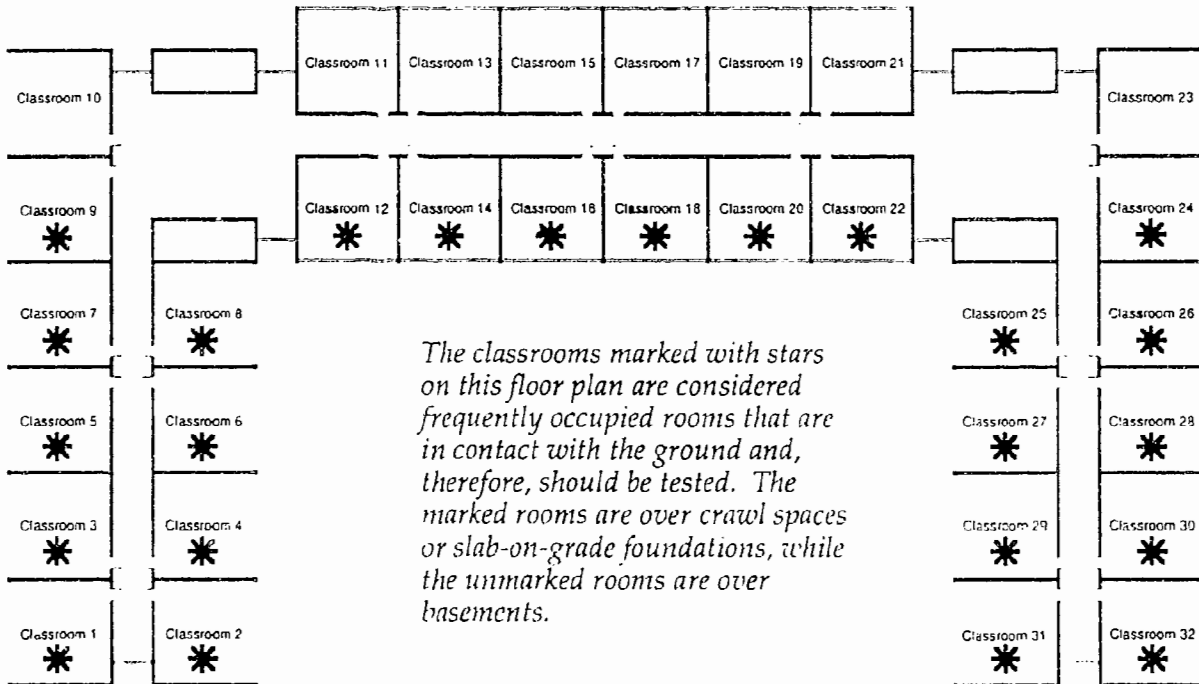 Classroom 11
Classroom 13
Classroom 15
Classroom 17
Classroom 19
Classroom 21
Classroom 10
Classroom 23
Classroom 9
Classroom 12
Classroom 14
Classroom 16
Classroom 18
Classroom 20
Classroom 22
Classroom 24
Classroom 7
Classroom 8
Classroom 25
Classroom 26
The classrooms marked with stars
on this floor plan are considered
frequently occupied rooms that are
in contact with the ground and,
therefore, should be tested. The
marked rooms are over crawl spaces
or slab-on-grade foundations, while
the unmarked rooms are over
basements.
Classroom 5
Classroom 6
Classroom 27
Classroom 28
Classroom 3
Classroom 4
Classroom 29
Classroom 30
Classroom 1
Classroom 2
Classroom 31
Classroom 32